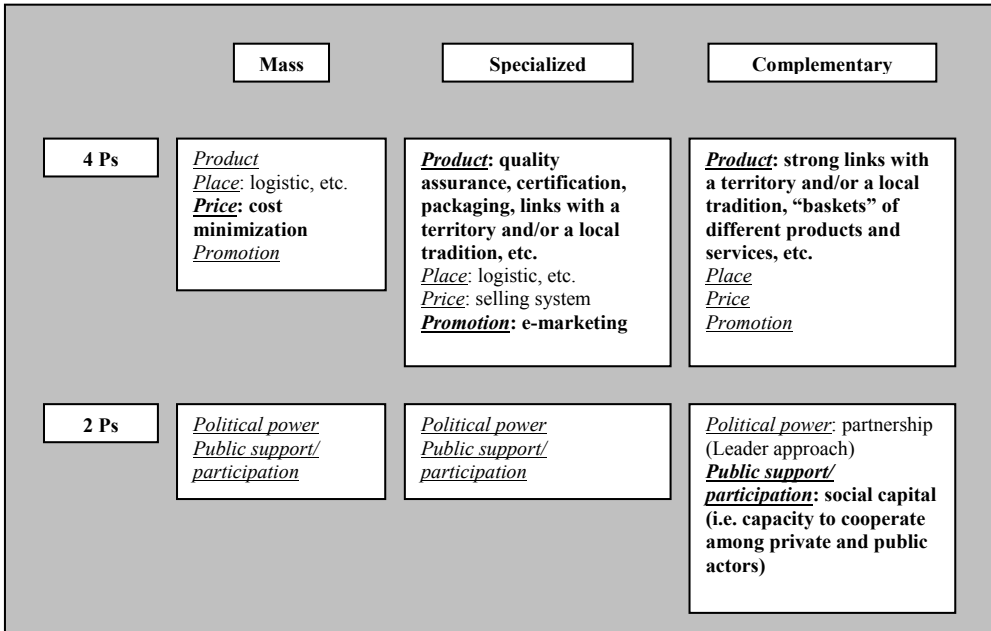 Mass
Specialized
Complementary
4 Ps
Product
Place: logistic, etc.
Price: cost
minimization
Promotion
Product: quality
assurance, certification,
packaging, links with a
territory and/or a local
tradition, etc.
Place: logistic, etc.
Price: selling system
Promotion: e-marketing
Product: strong links with
a territory and/or a local
tradition, “baskets” of
different products and
services, etc.
Place
Price
Promotion
2 Ps
Political power
Public support/
participation
Political power
Public support/
participation
Political power: partnership
(Leader approach)
Public support/
participation: social capital
(i.e. capacity to cooperate
among private and public
actors)